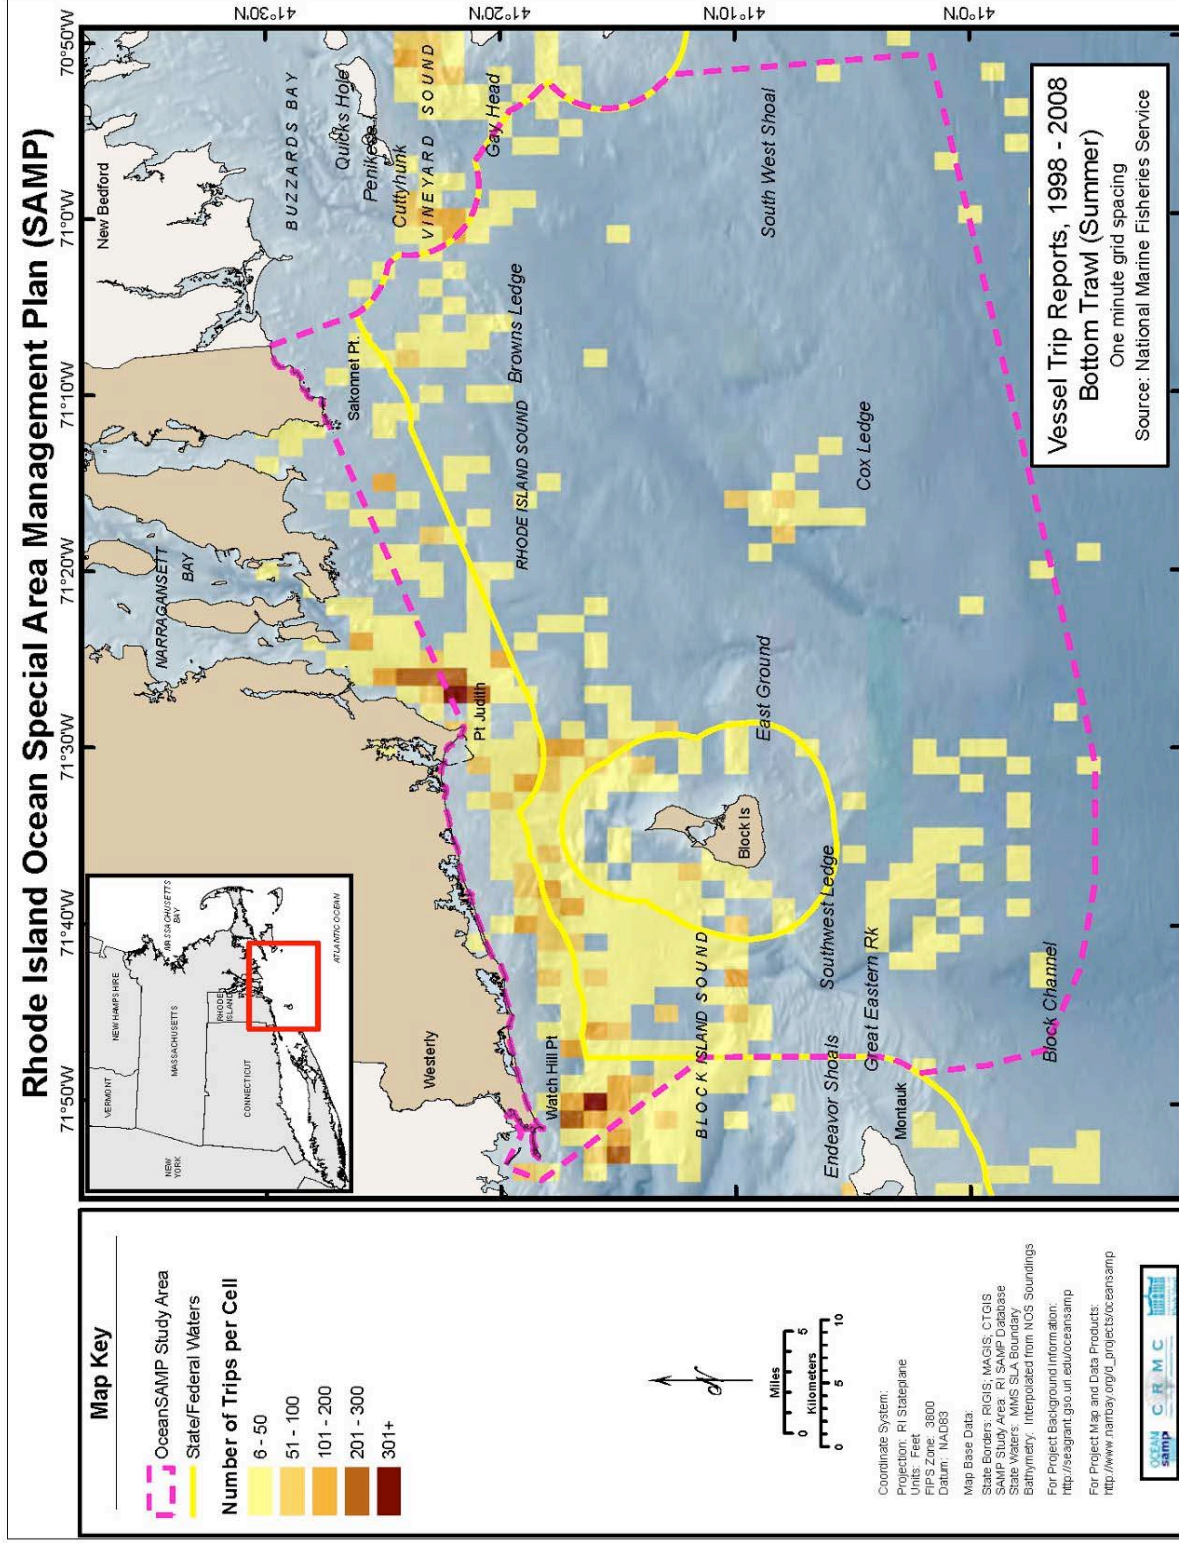 Rhode Island Ocean Special Area Management Plan (SAMP)
Map Key
OceanSAMP Study Area
State/Federal Waters
Number of Trips per Cell
6 - 50
51 - 100
101 - 200
201 - 300
301+
Miles
0 5
Kilometers
0 5 10
Coordinate System:
Projection: RI Stateplane
Units: Feet
FIPS Zone: 3800
Datum: NAD83
Map Base Data:
State Borders: RIGIS; MAGIS; CTGIS
SAMP Study Area: RI SAMP Database
State Waters: MMS SLA Boundary
Bathymetry: Interpolated from NOS Soundings
For Project Background Information:
http://seagrant.gso.uri.edu/oceansamp
For Project Map and Data Products:
http://www.narrbay.org/d_projects/oceansamp
OCEAN
samp
C R M C
71°50'W
71°40'W
71°30'W
71°20'W
71°10'W
71°0'W
70°50'W
41°30'N
41°20'N
41°10'N
41°0'N
VERMONT
NEW HAMPSHIRE
MASSACHUSETTS
MASSACHUSETTS
BAY
NEW
YORK
CONNECTICUT
RHODE
ISLAND
ATLANTIC OCEAN
New Bedford
NARRAGANSETT
BAY
BUZZARDS BAY
Quicks Hole
Penikese
Cuttyhunk
VINEYARD SOUND
Gay Head
Sakonnet Pt.
Westerly
Pt Judith
Watch Hill Pt
RHODE ISLAND SOUND
Browns Ledge
BLOCK ISLAND SOUND
Block Is
East Ground
South West Shoal
Southwest Ledge
Cox Ledge
Endeavor Shoals
Great Eastern Rk
Montauk
Block Channel
Vessel Trip Reports, 1998 - 2008
Bottom Trawl (Summer)
One minute grid spacing
Source: National Marine Fisheries Service